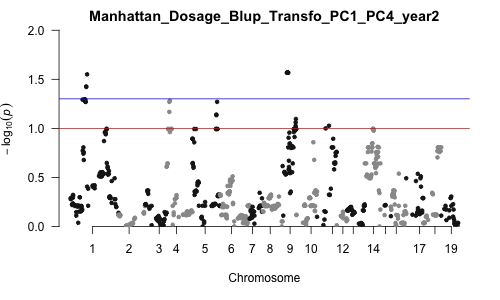 Manhattan_Dosage_Blup_Transfo_PC1_PC4_year2
2.0
1.5
1.0
0.5
0.0
− log10(p)
1 2 3 4 5 6 7 8 9 10 12 14 17 19
Chromosome